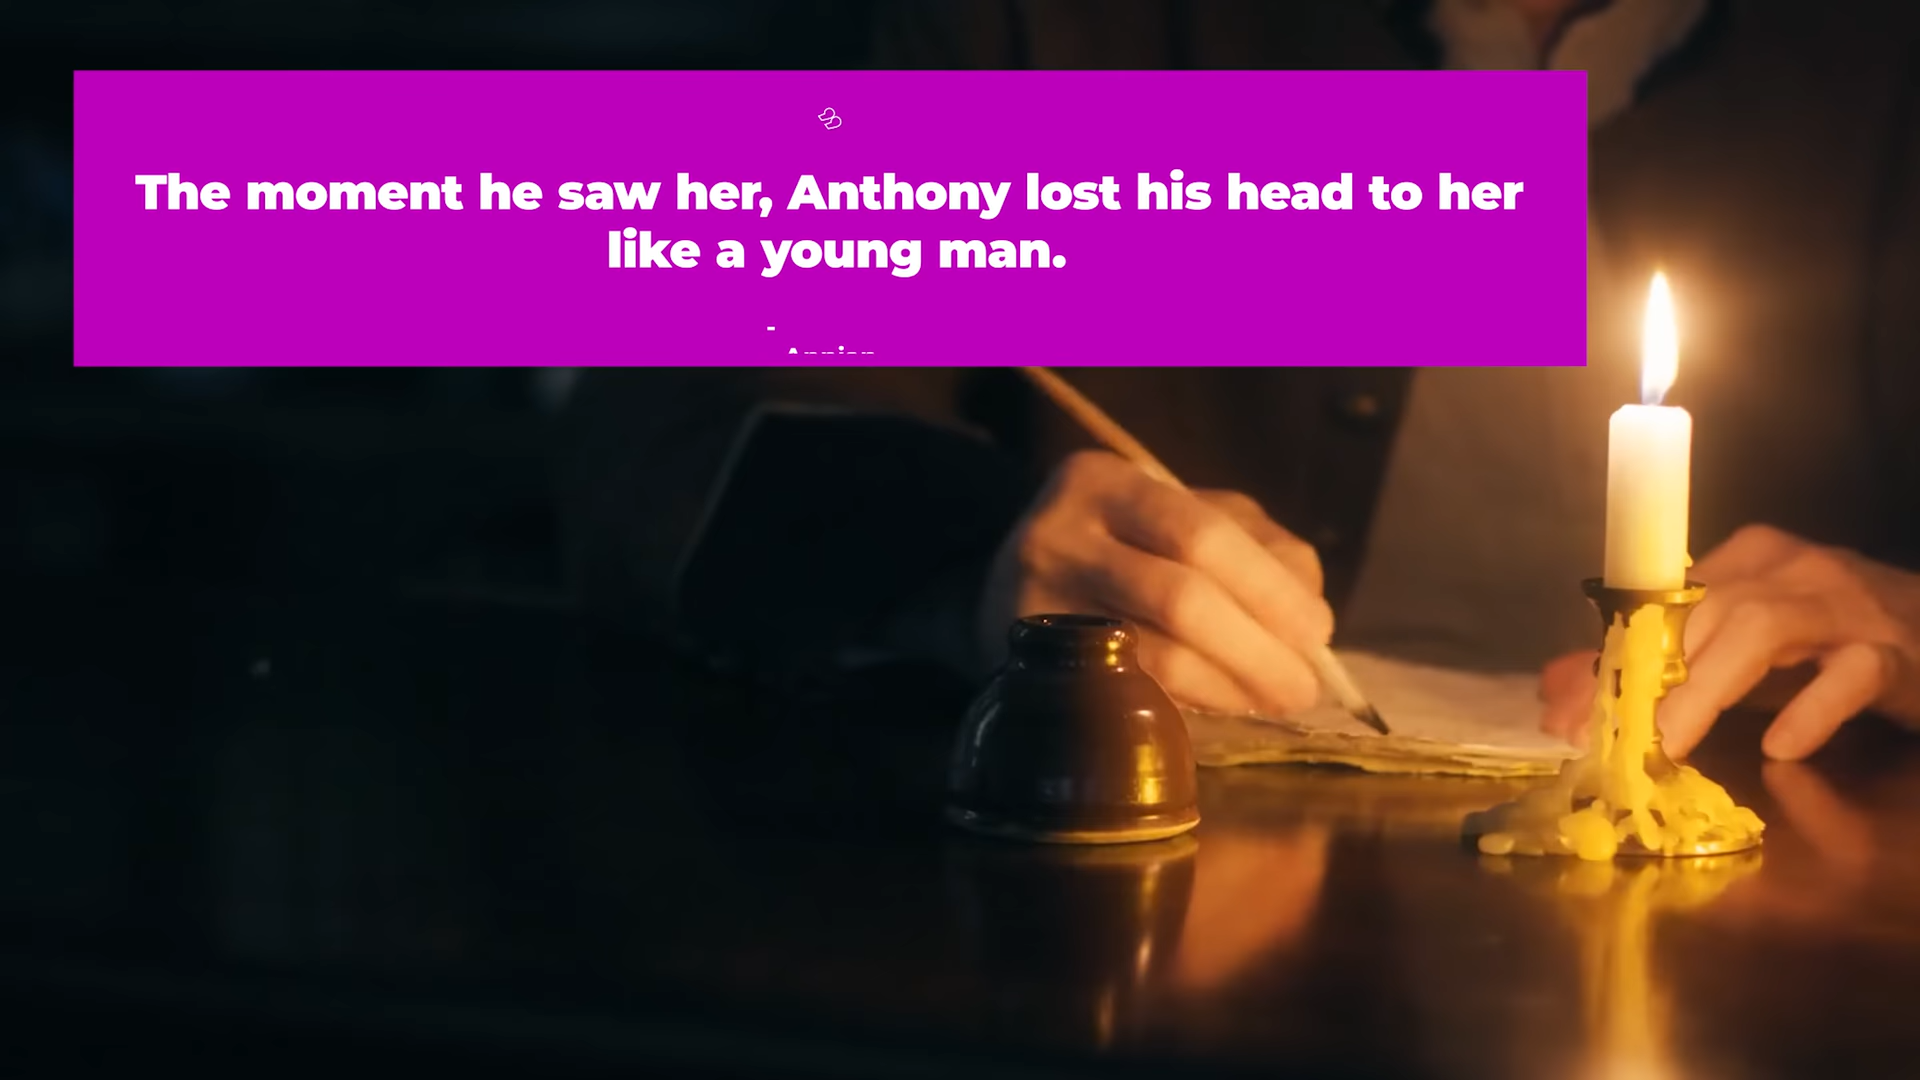 The moment he saw her, Anthony lost his head to her
like a young man.
-